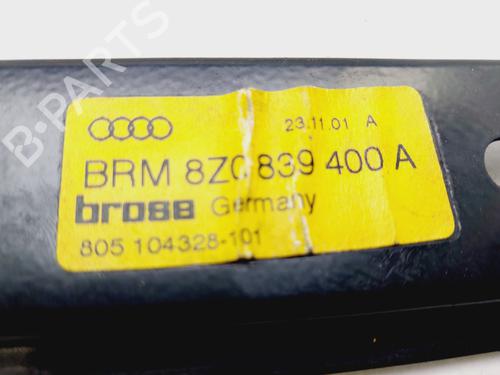 B-PARTS
23.11.01 A
BRM 8Z0 839 400 A
brose Germany
805 104328-101